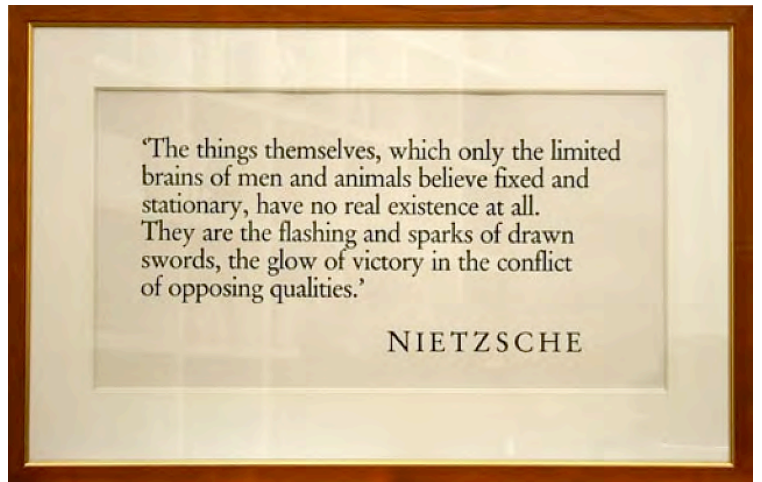 ‘The things themselves, which only the limited
brains of men and animals believe fixed and
stationary, have no real existence at all.
They are the flashing and sparks of drawn
swords, the glow of victory in the conflict
of opposing qualities.’
NIETZSCHE